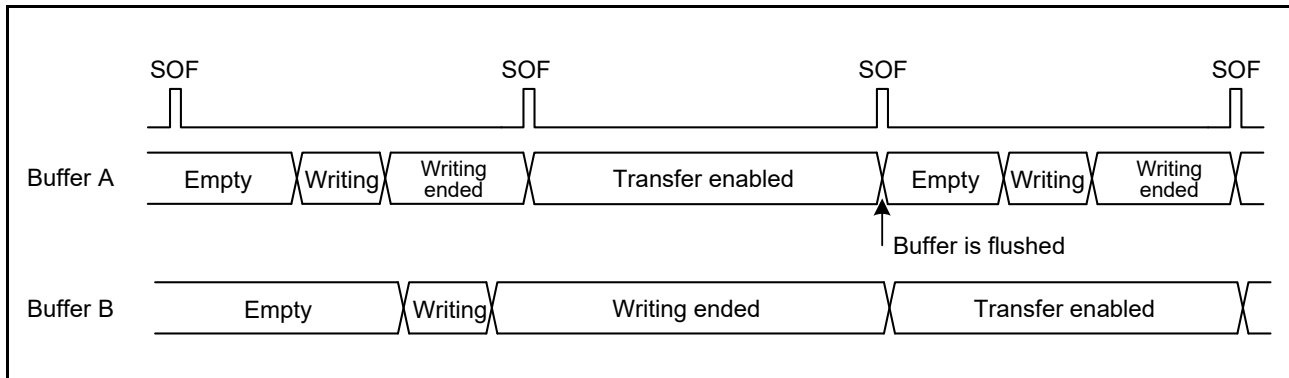 SOF SOF SOF SOF
Buffer A Empty Writing Writing ended Transfer enabled Empty Writing Writing ended
Buffer is flushed
Buffer B Empty Writing Writing ended Transfer enabled